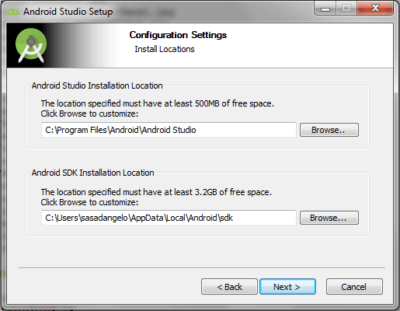 Android Studio Setup
Configuration Settings
Install Locations
Android Studio Installation Location
The location specified must have at least 500MB of free space.
Click Browse to customize:
C:\Program Files\Android\Android Studio
Browse..
Android SDK Installation Location
The location specified must have at least 3.2GB of free space.
Click Browse to customize:
C:\Users\sasadangelo\AppData\Local\Android\sdk
Browse...
< Back
Next >
Cancel